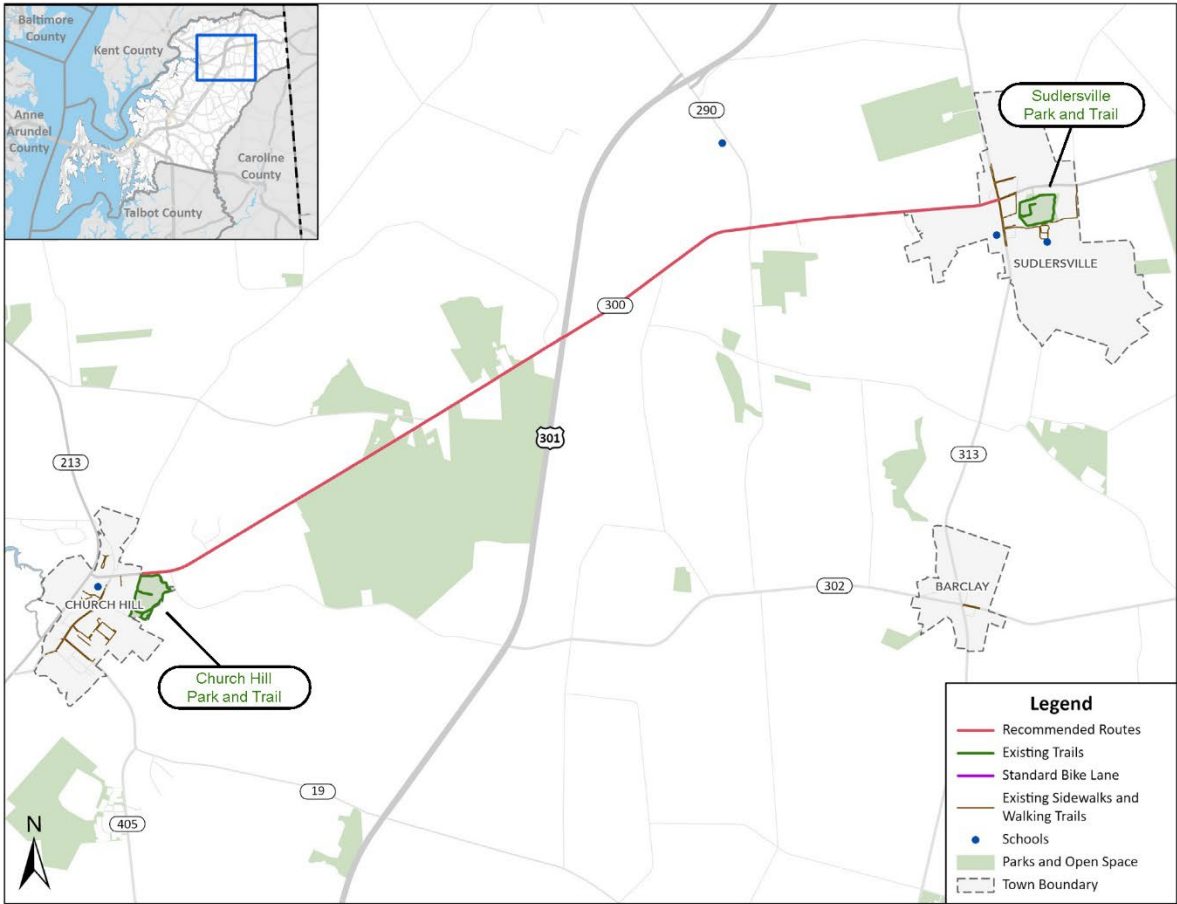 Baltimore
County
Kent County
Anne
Arundel
County
Caroline
County
Talbot County
290
Sudlersville
Park and Trail
SUDLERSVILLE
300
301
213
313
302
BARCLAY
CHURCH HILL
Church Hill
Park and Trail
19
405
N
Legend
Recommended Routes
Existing Trails
Standard Bike Lane
Existing Sidewalks and
Walking Trails
Schools
Parks and Open Space
Town Boundary